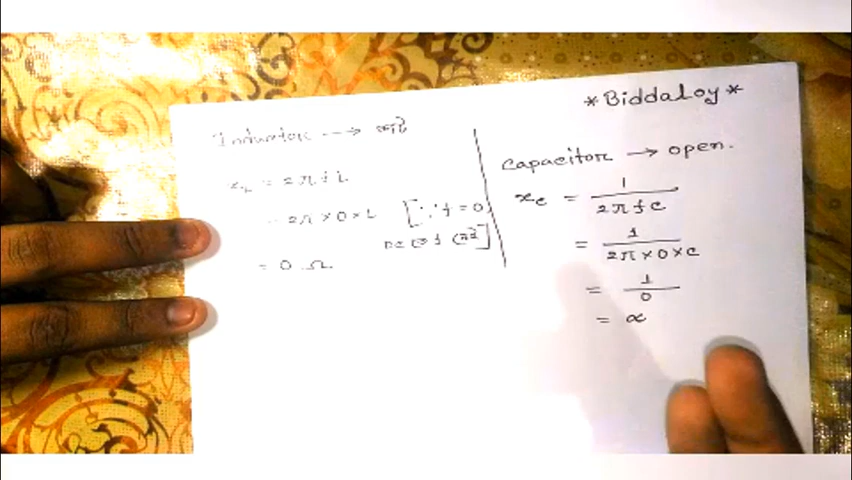 *Biddaloy*
Inductor --→ শর্ট
x_L = 2πfL
= 2π × 0 × L [∵ f = 0
DC তে f নেই]
= 0 Ω
Capacitor → open.
x_c = 1 / 2πfc
= 1 / 2π × 0 × c
= 1 / 0
= ∝